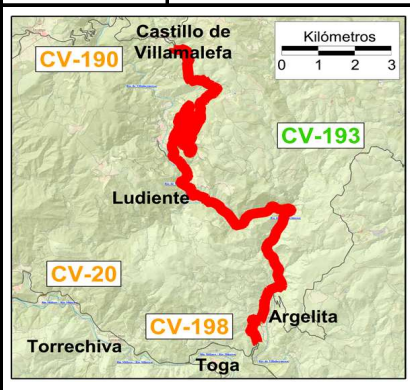 Castillo de
Villamalefa
Kilómetros
0 1 2 3
CV-190
CV-193
Ludiente
CV-20
CV-198
Argelita
Torrechiva
Toga